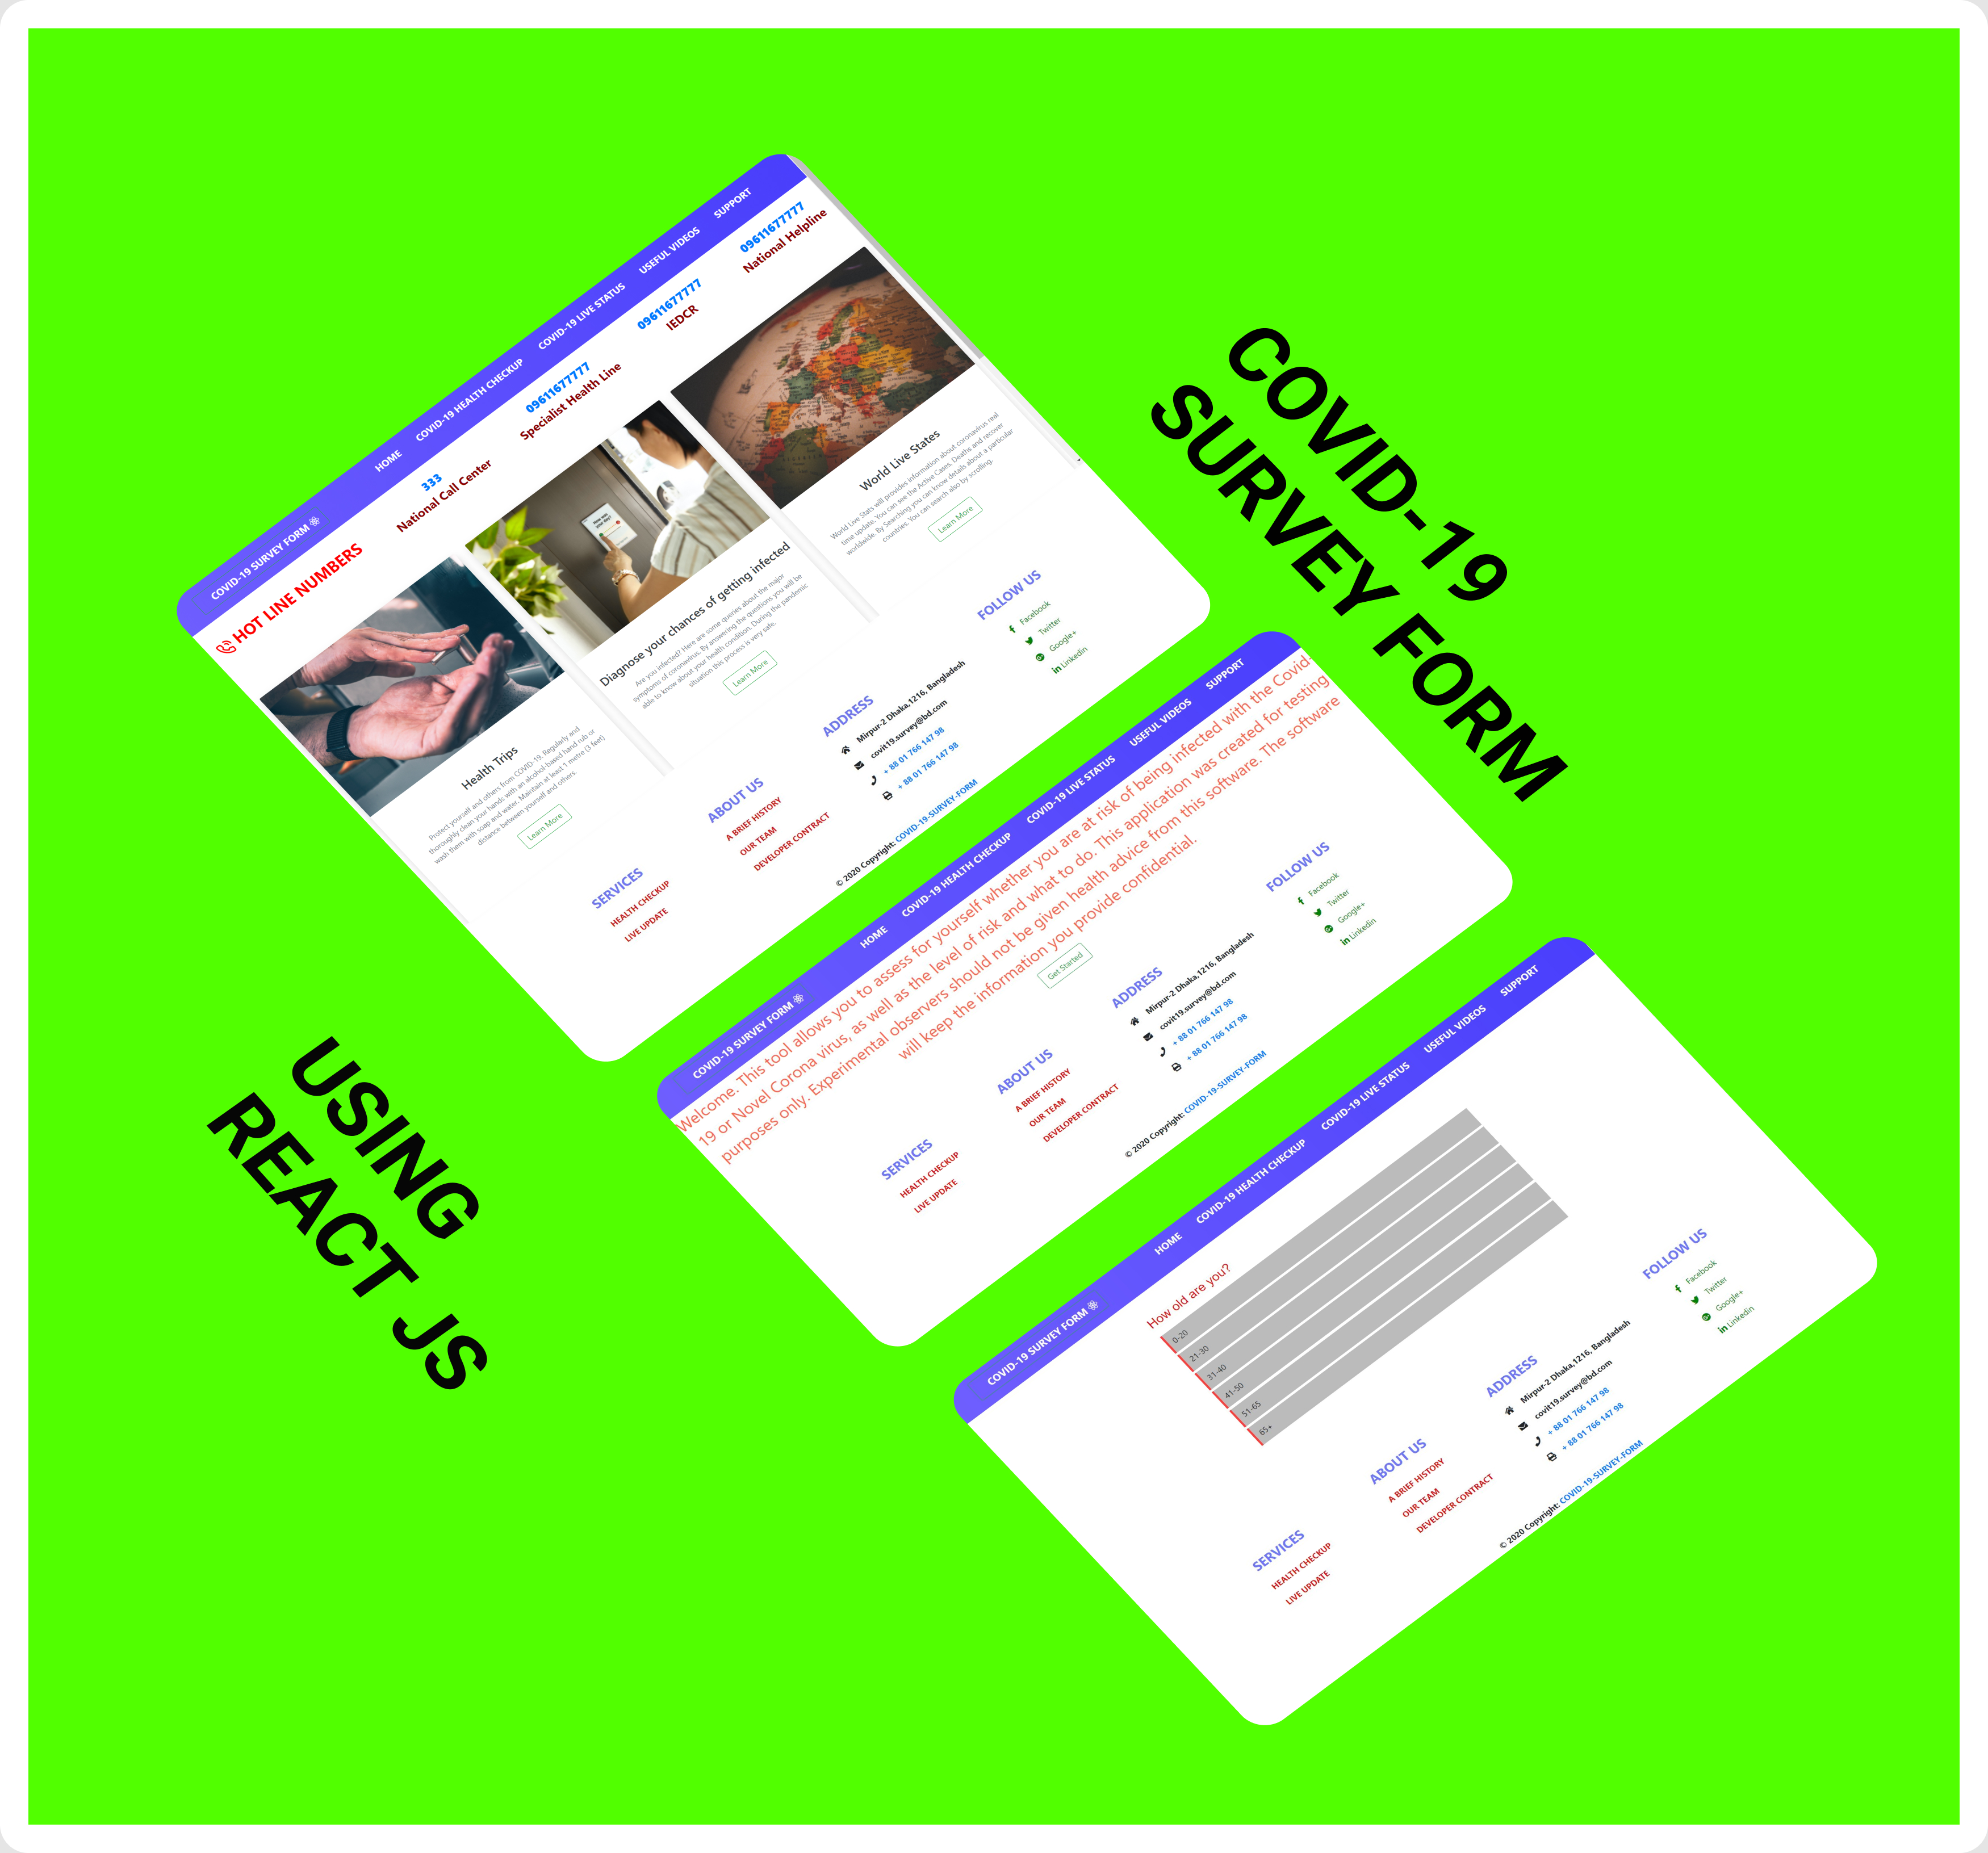 COVID-19
SURVEY FORM
USING
REACT JS
COVID-19 SURVEY FORM
HOME
COVID-19 HEALTH CHECKUP
COVID-19 LIVE STATUS
USEFUL VIDEOS
SUPPORT
HOT LINE NUMBERS
333
National Call Center
09611677777
Specialist Health Line
09611677777
IEDCR
09611677777
National Helpline
Health Trips
Protect yourself and others from COVID-19. Regularly and
thoroughly clean your hands with an alcohol-based hand rub or
wash them with soap and water. Maintain at least 1 metre (3 feet)
distance between yourself and others.
Learn More
Diagnose your chances of getting infected
Are you infected? Here are some queries about the major
symptoms of coronavirus. By answering the questions you will be
able to know about your health condition. During the pandemic
situation this process is very safe.
Learn More
World Live States
World Live Stats will provides information about coronavirus real
time update. You can see the Active Cases, Deaths and recover
worldwide. By Searching you can know details about a particular
countries. You can search also by scrolling.
Learn More
SERVICES
HEALTH CHECKUP
LIVE UPDATE
ABOUT US
A BRIEF HISTORY
OUR TEAM
DEVELOPER CONTRACT
ADDRESS
Mirpur-2 Dhaka,1216, Bangladesh
covit19.survey@bd.com
+ 88 01 766 147 98
+ 88 01 766 147 98
FOLLOW US
Facebook
Twitter
Google+
Linkedin
© 2020 Copyright: COVID-19-SURVEY-FORM
COVID-19 SURVEY FORM
HOME
COVID-19 HEALTH CHECKUP
COVID-19 LIVE STATUS
USEFUL VIDEOS
SUPPORT
Welcome. This tool allows you to assess for yourself whether you are at risk of being infected with the Covid-
19 or Novel Corona virus, as well as the level of risk and what to do. This application was created for testing
purposes only. Experimental observers should not be given health advice from this software. The software
will keep the information you provide confidential.
Get Started
SERVICES
HEALTH CHECKUP
LIVE UPDATE
ABOUT US
A BRIEF HISTORY
OUR TEAM
DEVELOPER CONTRACT
ADDRESS
Mirpur-2 Dhaka,1216, Bangladesh
covit19.survey@bd.com
+ 88 01 766 147 98
+ 88 01 766 147 98
FOLLOW US
Facebook
Twitter
Google+
Linkedin
© 2020 Copyright: COVID-19-SURVEY-FORM
COVID-19 SURVEY FORM
HOME
COVID-19 HEALTH CHECKUP
COVID-19 LIVE STATUS
USEFUL VIDEOS
SUPPORT
How old are you?
0-20
21-30
31-40
41-50
51-65
65+
SERVICES
HEALTH CHECKUP
LIVE UPDATE
ABOUT US
A BRIEF HISTORY
OUR TEAM
DEVELOPER CONTRACT
ADDRESS
Mirpur-2 Dhaka,1216, Bangladesh
covit19.survey@bd.com
+ 88 01 766 147 98
+ 88 01 766 147 98
FOLLOW US
Facebook
Twitter
Google+
Linkedin
© 2020 Copyright: COVID-19-SURVEY-FORM